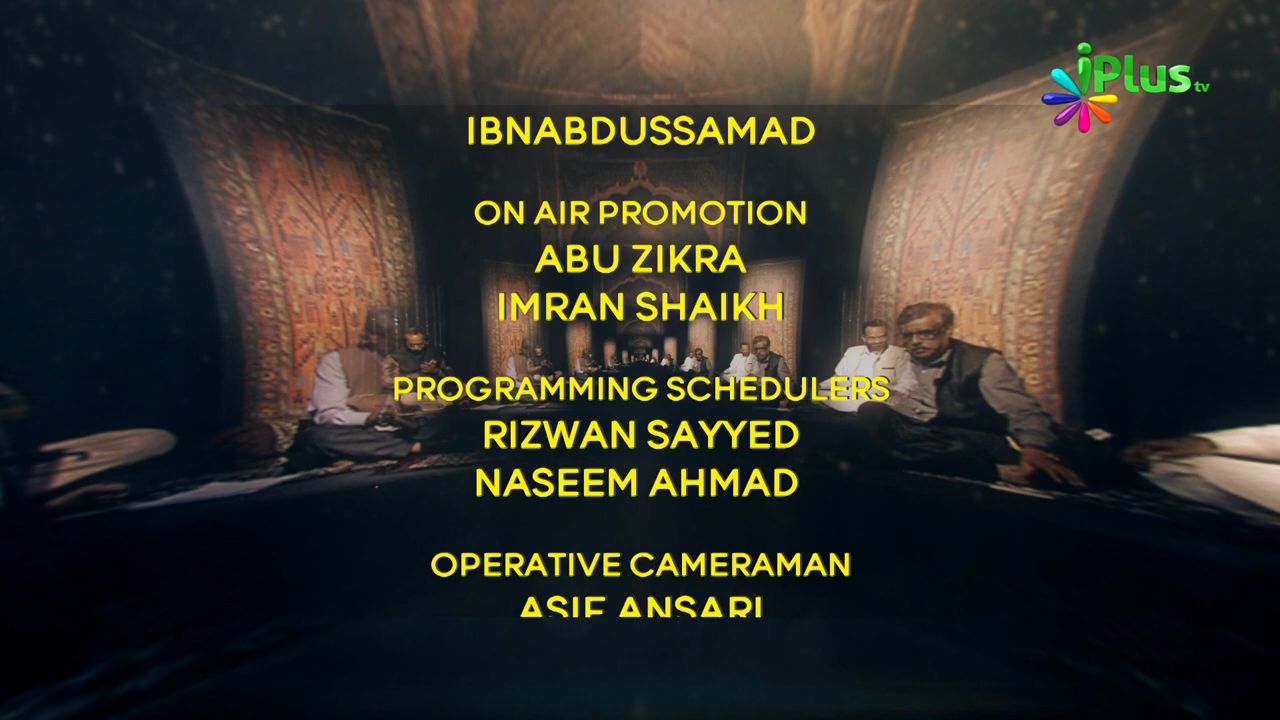 iPlus tv
IBNABDUSSAMAD
ON AIR PROMOTION
ABU ZIKRA
IMRAN SHAIKH
PROGRAMMING SCHEDULERS
RIZWAN SAYYED
NASEEM AHMAD
OPERATIVE CAMERAMAN
ASIF ANSARI